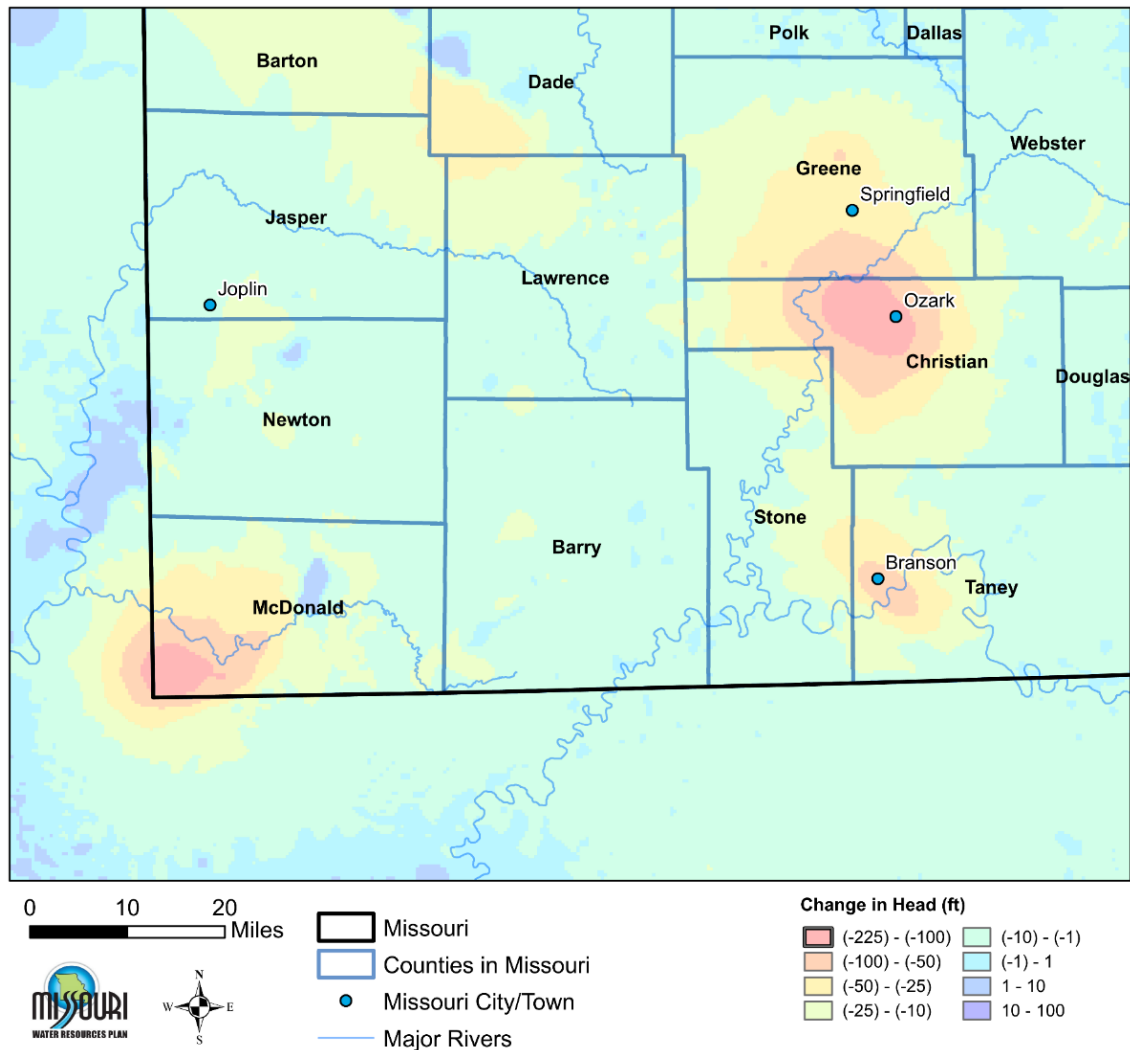 Polk
Dallas
Barton
Dade
Webster
Greene
Springfield
Jasper
Lawrence
Joplin
Ozark
Christian
Douglas
Newton
Stone
Barry
Branson
Taney
McDonald
0 10 20
Miles
Missouri
Counties in Missouri
Missouri City/Town
Major Rivers
MISSOURI
WATER RESOURCES PLAN
N
W E
S
Change in Head (ft)
(-225) - (-100)
(-100) - (-50)
(-50) - (-25)
(-25) - (-10)
(-10) - (-1)
(-1) - 1
1 - 10
10 - 100